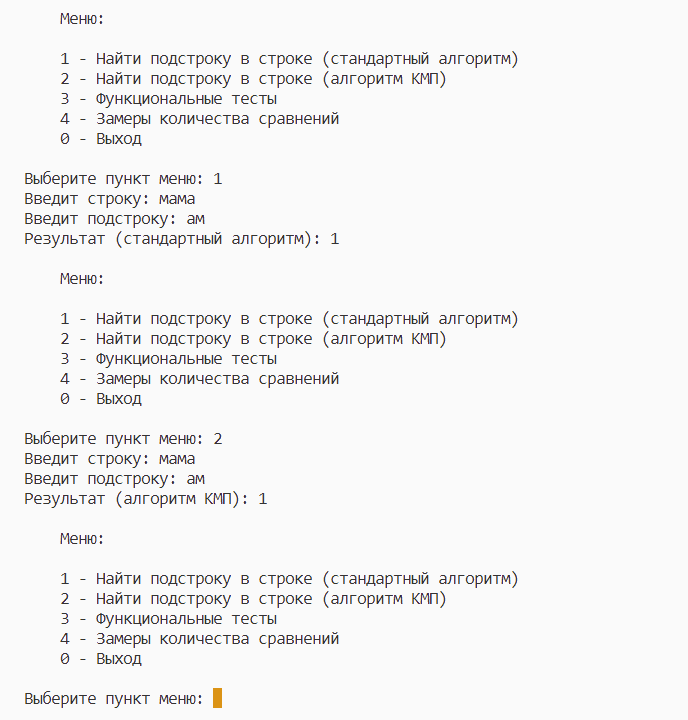 Меню:
1 - Найти подстроку в строке (стандартный алгоритм)
2 - Найти подстроку в строке (алгоритм КМП)
3 - Функциональные тесты
4 - Замеры количества сравнений
0 - Выход
Выберите пункт меню: 1
Введит строку: мама
Введит подстроку: ам
Результат (стандартный алгоритм): 1
Меню:
1 - Найти подстроку в строке (стандартный алгоритм)
2 - Найти подстроку в строке (алгоритм КМП)
3 - Функциональные тесты
4 - Замеры количества сравнений
0 - Выход
Выберите пункт меню: 2
Введит строку: мама
Введит подстроку: ам
Результат (алгоритм КМП): 1
Меню:
1 - Найти подстроку в строке (стандартный алгоритм)
2 - Найти подстроку в строке (алгоритм КМП)
3 - Функциональные тесты
4 - Замеры количества сравнений
0 - Выход
Выберите пункт меню: